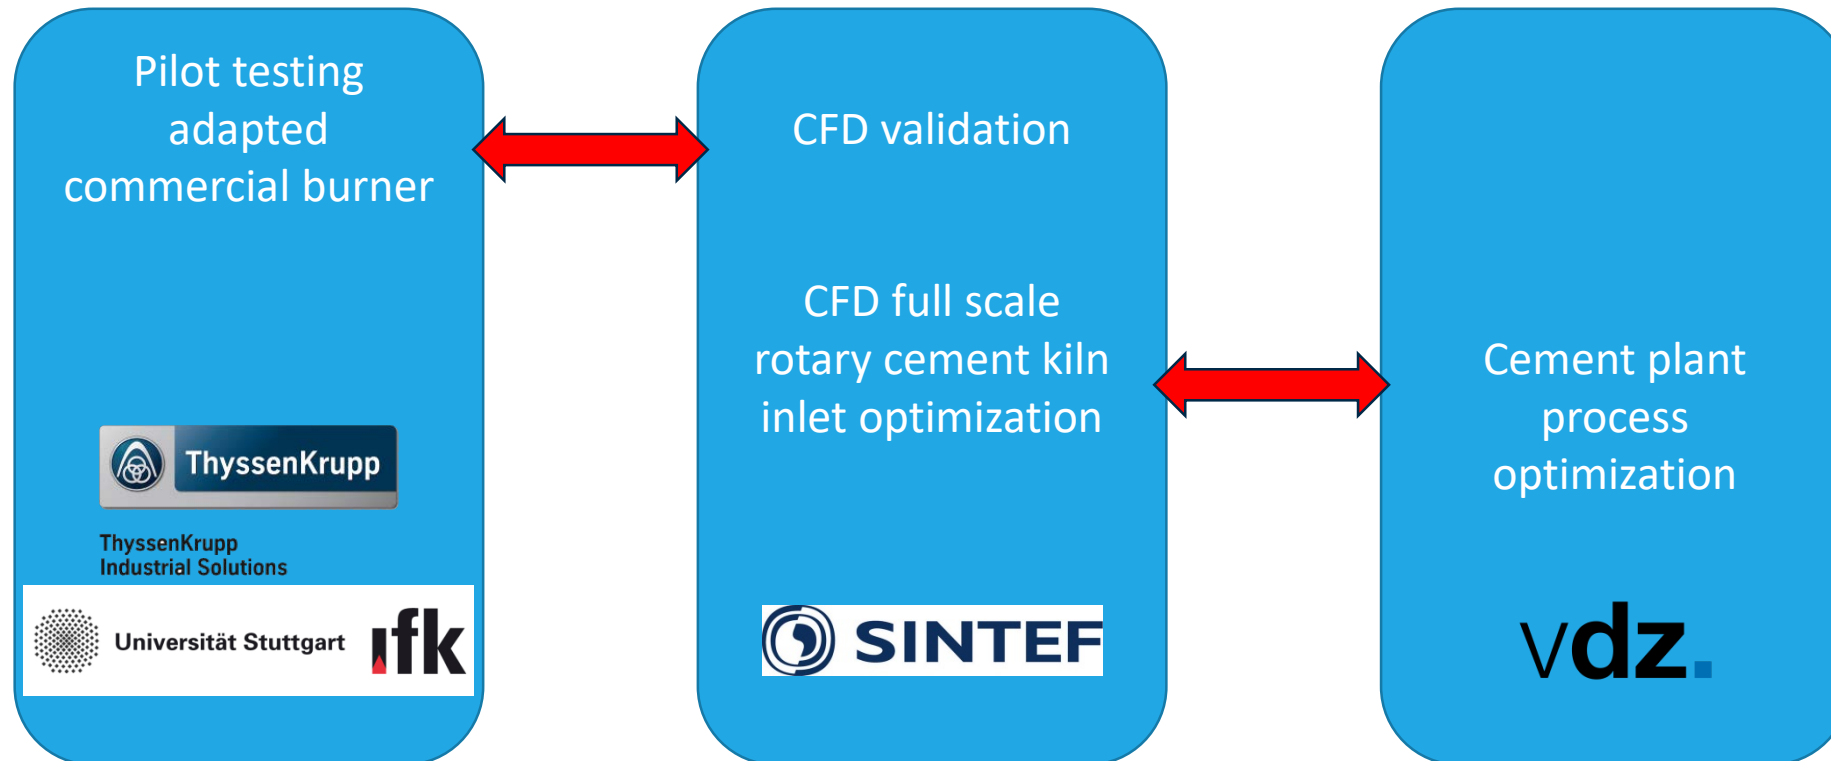 Pilot testing
adapted
commercial burner
ThyssenKrupp
ThyssenKrupp
Industrial Solutions
Universität Stuttgart
ifk
CFD validation
CFD full scale
rotary cement kiln
inlet optimization
SINTEF
Cement plant
process
optimization
vdz.